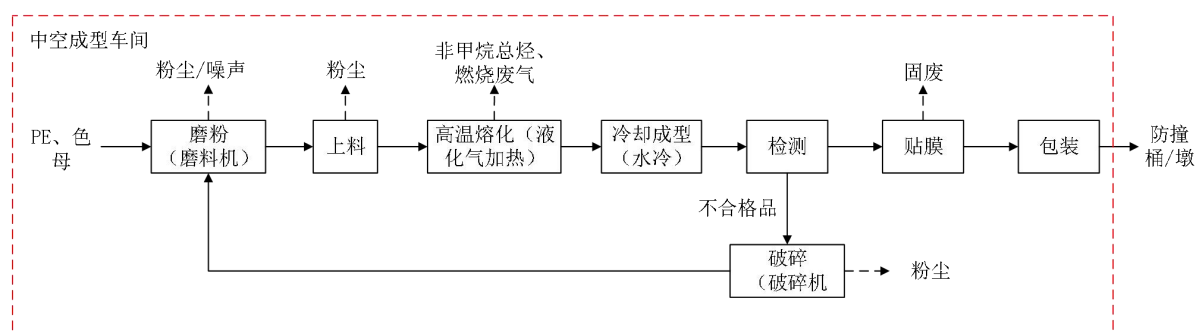 中空成型车间
粉尘/噪声
粉尘
非甲烷总烃、
燃烧废气
固废
PE、色
母
磨粉
（磨料机）
上料
高温熔化（液
化气加热）
冷却成型
（水冷）
检测
贴膜
包装
防撞
桶/墩
不合格品
破碎
（破碎机
粉尘